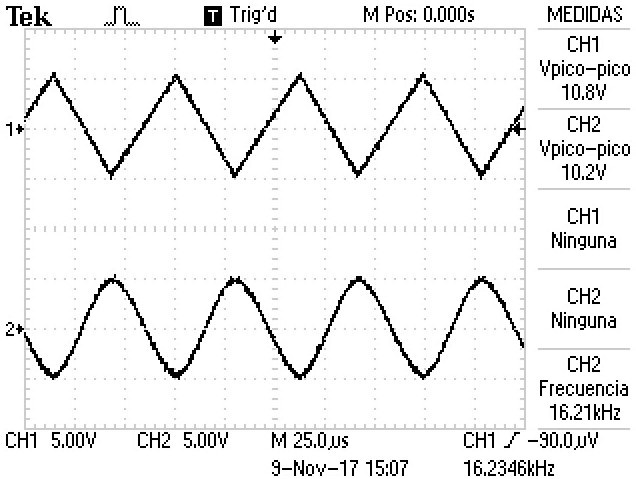 Tek T Trig'd M Pos: 0.000s MEDIDAS
CH1
Vpico-pico
10.8V
CH2
Vpico-pico
10.2V
CH1
Ninguna
CH2
Ninguna
CH2
Frecuencia
16.21kHz
1
2
CH1 5.00V CH2 5.00V M 25.0µs CH1 -90.0µV
9-Nov-17 15:07 16.2346kHz